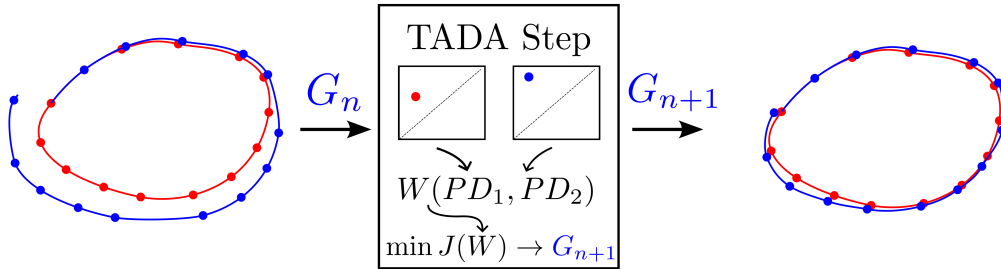 TADA Step
G_n
G_{n+1}
W(PD_1, PD_2)
min J(W) → G_{n+1}